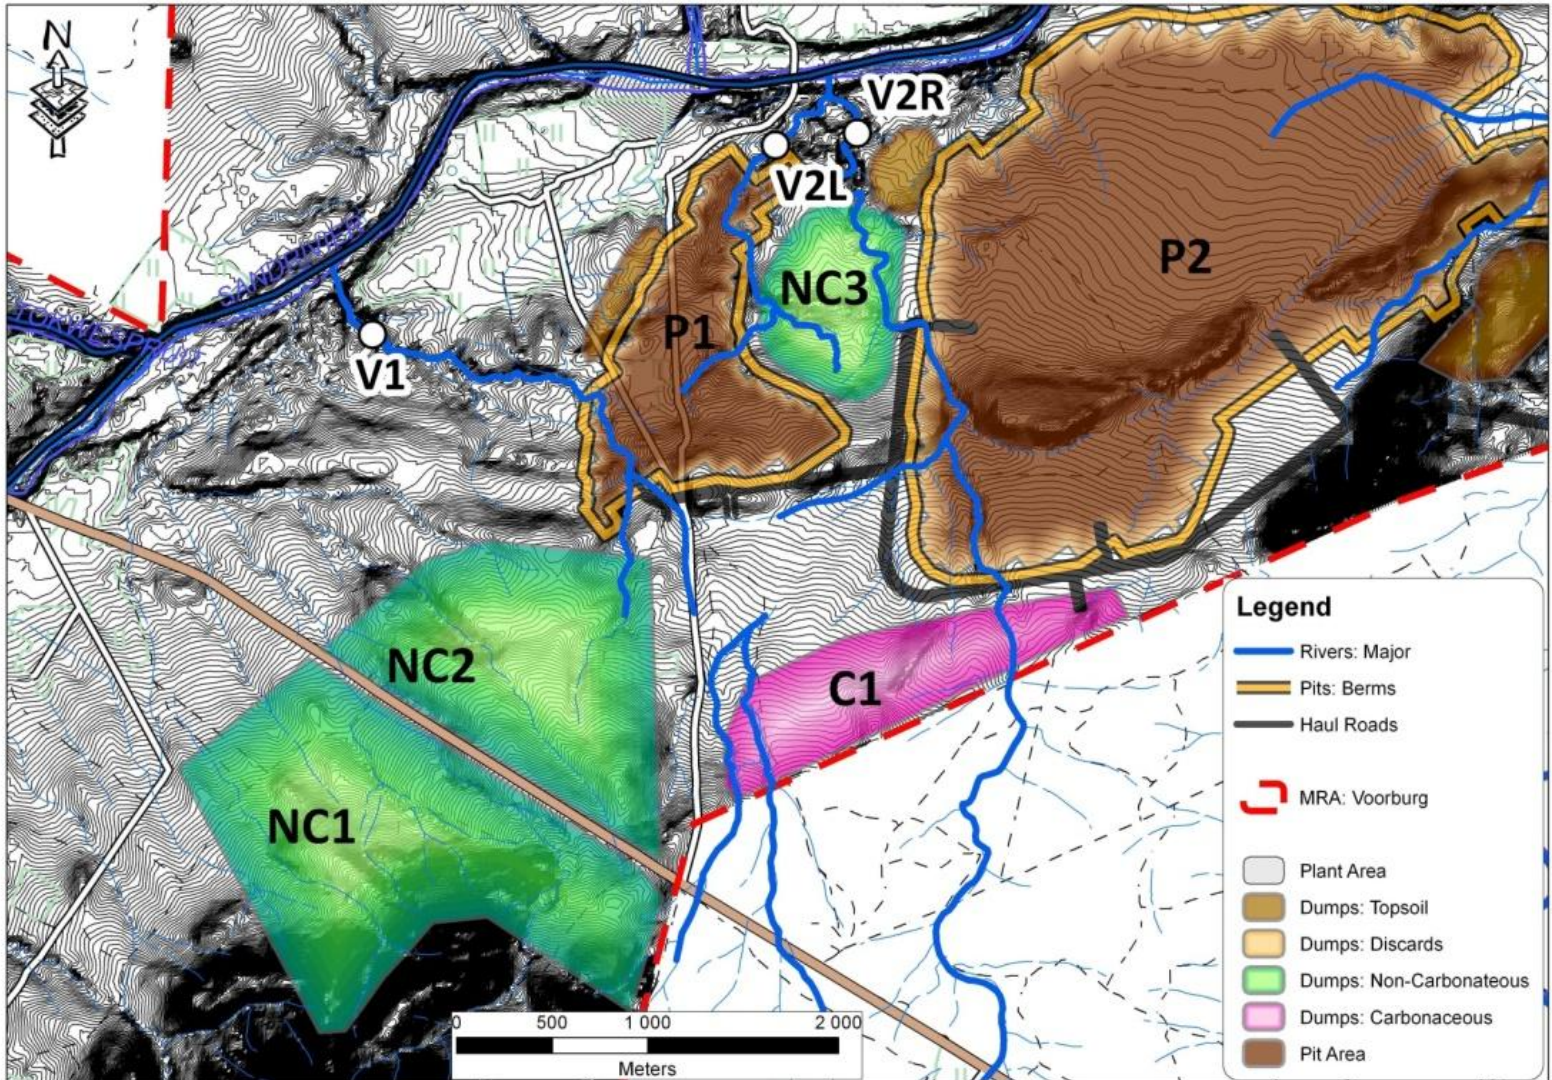 N
V2R
V2L
SANDRIVIER
V1
P1
NC3
P2
NC2
C1
NC1
Legend
Rivers: Major
Pits: Berms
Haul Roads
MRA: Voorburg
Plant Area
Dumps: Topsoil
Dumps: Discards
Dumps: Non-Carbonateous
Dumps: Carbonaceous
Pit Area
0 500 1 000 2 000
Meters